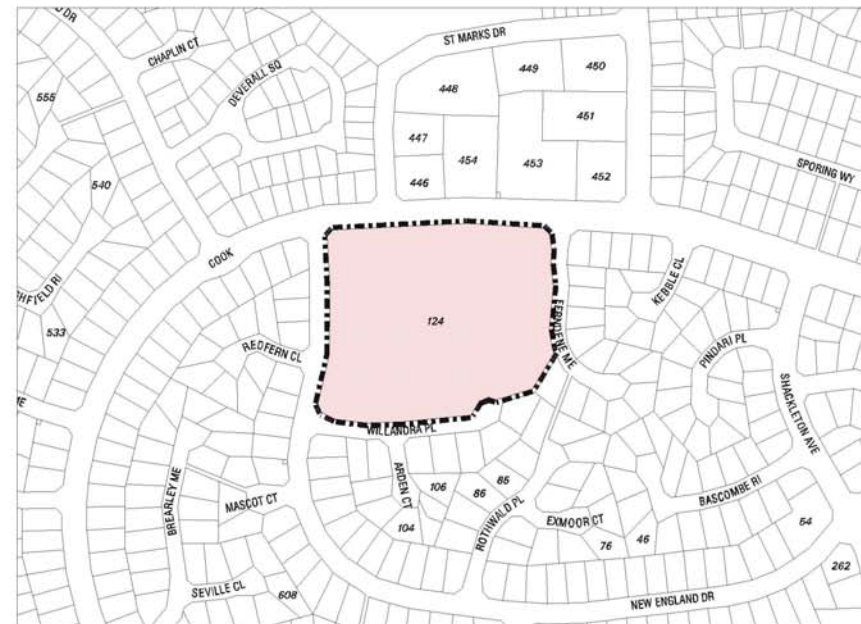 CHAPLIN CT
DEVERALL SQ
ST MARKS DR
448
449
450
555
451
447
454
453
446
452
SPORING WY
540
COOK
KEBBLE CL
124
FERNDENE ME
533
REDFERN CL
PINDARI PL
SHACKLETON AVE
WILLANDRA PL
ARDEN CT
106
86
85
BREARLEY ME
MASCOT CT
104
ROTHWALD PL
EXMOOR CT
76
46
BASCOMBE RI
54
262
SEVILLE CL
608
NEW ENGLAND DR